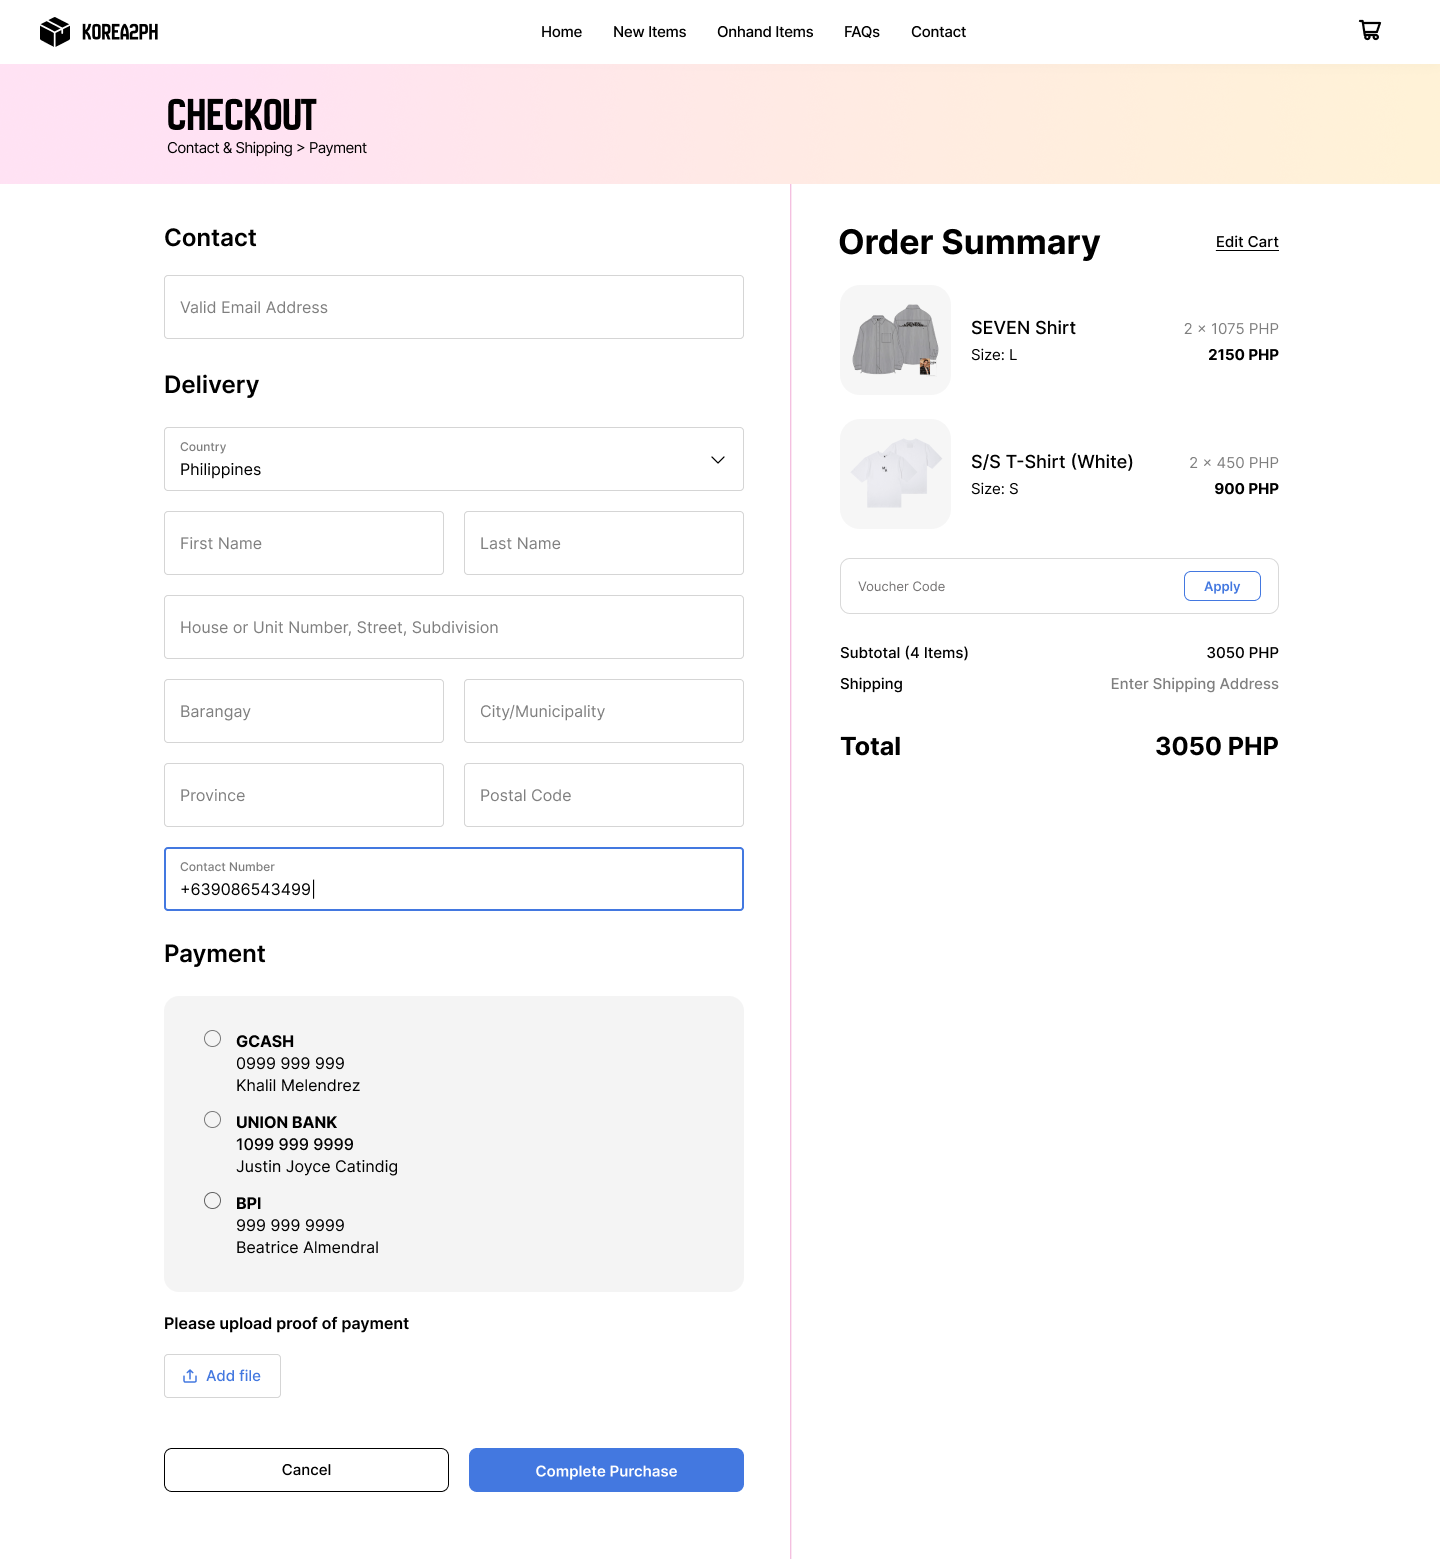 KOREA2PH
Home
New Items
Onhand Items
FAQs
Contact
CHECKOUT
Contact & Shipping > Payment
Contact
Valid Email Address
Delivery
Country
Philippines
First Name
Last Name
House or Unit Number, Street, Subdivision
Barangay
City/Municipality
Province
Postal Code
Contact Number
+639086543499
Payment
GCASH
0999 999 999
Khalil Melendrez
UNION BANK
1099 999 9999
Justin Joyce Catindig
BPI
999 999 9999
Beatrice Almendral
Please upload proof of payment
Add file
Cancel
Complete Purchase
Order Summary
Edit Cart
SEVEN Shirt
2 × 1075 PHP
Size: L
2150 PHP
S/S T-Shirt (White)
2 × 450 PHP
Size: S
900 PHP
Voucher Code
Apply
Subtotal (4 Items)
3050 PHP
Shipping
Enter Shipping Address
Total
3050 PHP